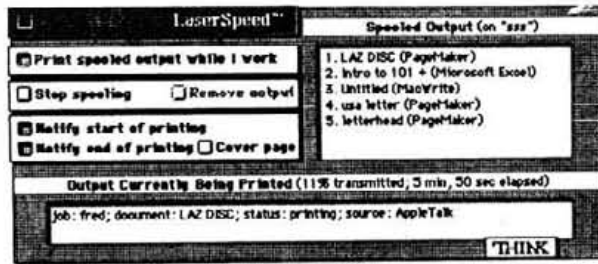 LaserSpeed™
Print spooled output while I work
Stop spooling
Remove output
Notify start of printing
Notify end of printing
Cover page
Spooled Output (on "sss")
1. LAZ DISC (PageMaker)
2. Intro to 101 + (Microsoft Excel)
3. Untitled (MacWrite)
4. usa letter (PageMaker)
5. letterhead (PageMaker)
Output Currently Being Printed (11% transmitted, 3 min, 50 sec elapsed)
job: fred; document: LAZ DISC; status: printing; source: AppleTalk
THINK